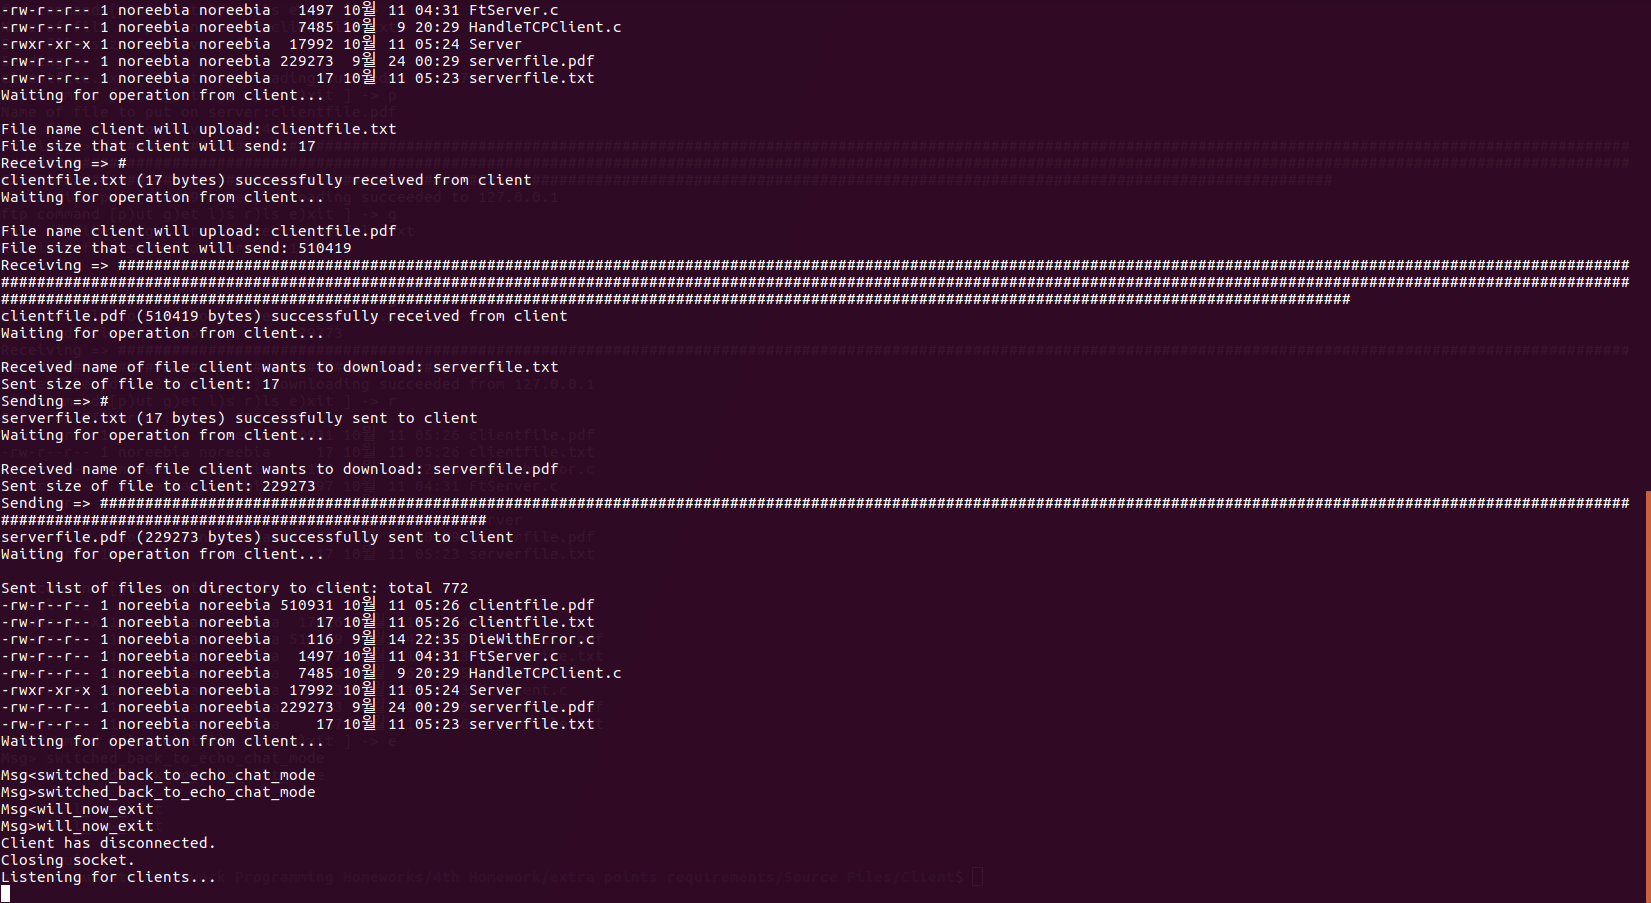 -rw-r--r-- 1 noreebia noreebia   1497 10월 11 04:31 FtServer.c
-rw-r--r-- 1 noreebia noreebia   7485 10월  9 20:29 HandleTCPClient.c
-rwxr-xr-x 1 noreebia noreebia  17992 10월 11 05:24 Server
-rw-r--r-- 1 noreebia noreebia 229273  9월 24 00:29 serverfile.pdf
-rw-r--r-- 1 noreebia noreebia     17 10월 11 05:23 serverfile.txt
Waiting for operation from client...
File name client will upload: clientfile.txt
File size that client will send: 17
Receiving => #
clientfile.txt (17 bytes) successfully received from client
Waiting for operation from client...
File name client will upload: clientfile.pdf
File size that client will send: 510419
Receiving => ########################################################################################################################################################################
#####################################################################################################################################################################################
######################################################################################################################################################
clientfile.pdf (510419 bytes) successfully received from client
Waiting for operation from client...
Received name of file client wants to download: serverfile.txt
Sent size of file to client: 17
Sending => #
serverfile.txt (17 bytes) successfully sent to client
Waiting for operation from client...
Received name of file client wants to download: serverfile.pdf
Sent size of file to client: 229273
Sending => ##########################################################################################################################################################################
######################################################
serverfile.pdf (229273 bytes) successfully sent to client
Waiting for operation from client...
Sent list of files on directory to client: total 772
-rw-r--r-- 1 noreebia noreebia 510931 10월 11 05:26 clientfile.pdf
-rw-r--r-- 1 noreebia noreebia     17 10월 11 05:26 clientfile.txt
-rw-r--r-- 1 noreebia noreebia    116  9월 14 22:35 DieWithError.c
-rw-r--r-- 1 noreebia noreebia   1497 10월 11 04:31 FtServer.c
-rw-r--r-- 1 noreebia noreebia   7485 10월  9 20:29 HandleTCPClient.c
-rwxr-xr-x 1 noreebia noreebia  17992 10월 11 05:24 Server
-rw-r--r-- 1 noreebia noreebia 229273  9월 24 00:29 serverfile.pdf
-rw-r--r-- 1 noreebia noreebia     17 10월 11 05:23 serverfile.txt
Waiting for operation from client...
Msg<switched_back_to_echo_chat_mode
Msg>switched_back_to_echo_chat_mode
Msg<will_now_exit
Msg>will_now_exit
Client has disconnected.
Closing socket.
Listening for clients...